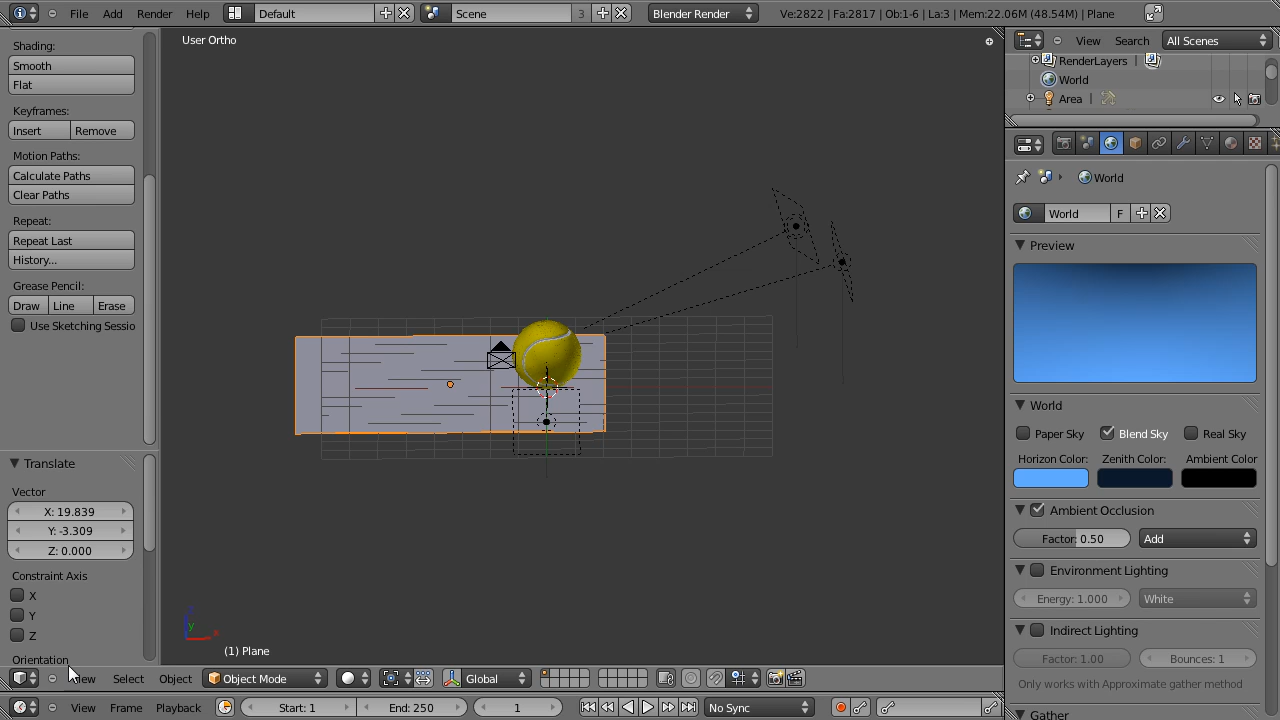 File Add Render Help Default Scene 3 Blender Render Ve:2822 | Fa:2817 | Ob:1-6 | La:3 | Mem:22.06M (48.54M) | Plane
Shading:
Smooth
Flat
Keyframes:
Insert Remove
Motion Paths:
Calculate Paths
Clear Paths
Repeat:
Repeat Last
History...
Grease Pencil:
Draw Line Erase
Use Sketching Sessio
Translate
Vector
X: 19.839
Y: -3.309
Z: 0.000
Constraint Axis
X
Y
Z
Orientation
User Ortho
z
y
x
(1) Plane
View Search All Scenes
RenderLayers |
World
Area |
World
World F
Preview
World
Paper Sky Blend Sky Real Sky
Horizon Color: Zenith Color: Ambient Color
Ambient Occlusion
Factor: 0.50 Add
Environment Lighting
Energy: 1.000 White
Indirect Lighting
Factor: 1.00 Bounces: 1
Only works with Approximate gather method
Gather
Select Object Object Mode Global
View Frame Playback Start: 1 End: 250 1 No Sync